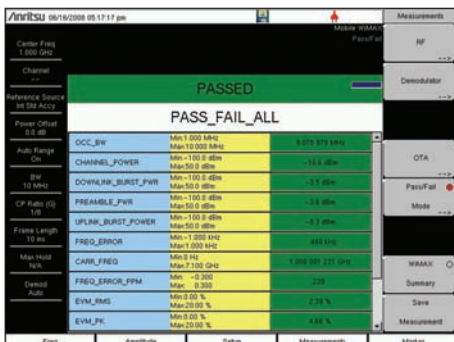 Anritsu 06/16/2008 05:17:17 pm
Measurements
Mobile WiMAX
Pass/Fail
Center Freq
1.000 GHz
Channel
--
Reference Source
Int Std Accy
Power Offset
0.0 dB
Auto Range
On
BW
10 MHz
CP Ratio (G)
1/8
Frame Length
10 ms
Max Hold
N/A
Demod
Auto
PASSED
PASS_FAIL_ALL
OCC_BW Min:1.000 MHz Max:10.000 MHz
CHANNEL_POWER Min:-100.0 dBm Max:50.0 dBm
DOWNLINK_BURST_PWR Min:-100.0 dBm Max:50.0 dBm -3.5 dBm
PREAMBLE_PWR Min:-100.0 dBm Max:50.0 dBm
UPLINK_BURST_POWER Min:-100.0 dBm Max:50.0 dBm
FREQ_ERROR Min:-1.000 kHz Max:1.000 kHz
CARR_FREQ Min:0 Hz Max:7.100 GHz
FREQ_ERROR_PPM Min: -0.300 Max: 0.300
EVM_RMS Min:0.00 % Max:20.00 % 2.39 %
EVM_PK Min:0.00 % Max:20.00 %
RF
-->
Demodulator
-->
OTA
-->
Pass/Fail
Mode
-->
WiMAX
Summary
Save
Measurement
Freq Amplitude Setup Measurements Marker